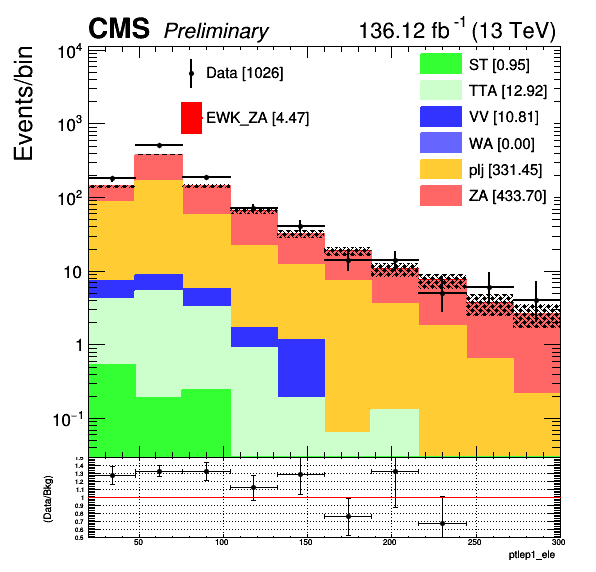 CMS Preliminary 136.12 fb⁻¹ (13 TeV)
Events/bin
10⁴
10³
10²
10
1
10⁻¹
Data [1026]
EWK_ZA [4.47]
ST [0.95]
TTA [12.92]
VV [10.81]
WA [0.00]
plj [331.45]
ZA [433.70]
(Data/Bkg)
1.5
1.4
1.3
1.2
1.1
1
0.9
0.8
0.7
0.6
0.5
50 100 150 200 250 300
ptlep1_ele